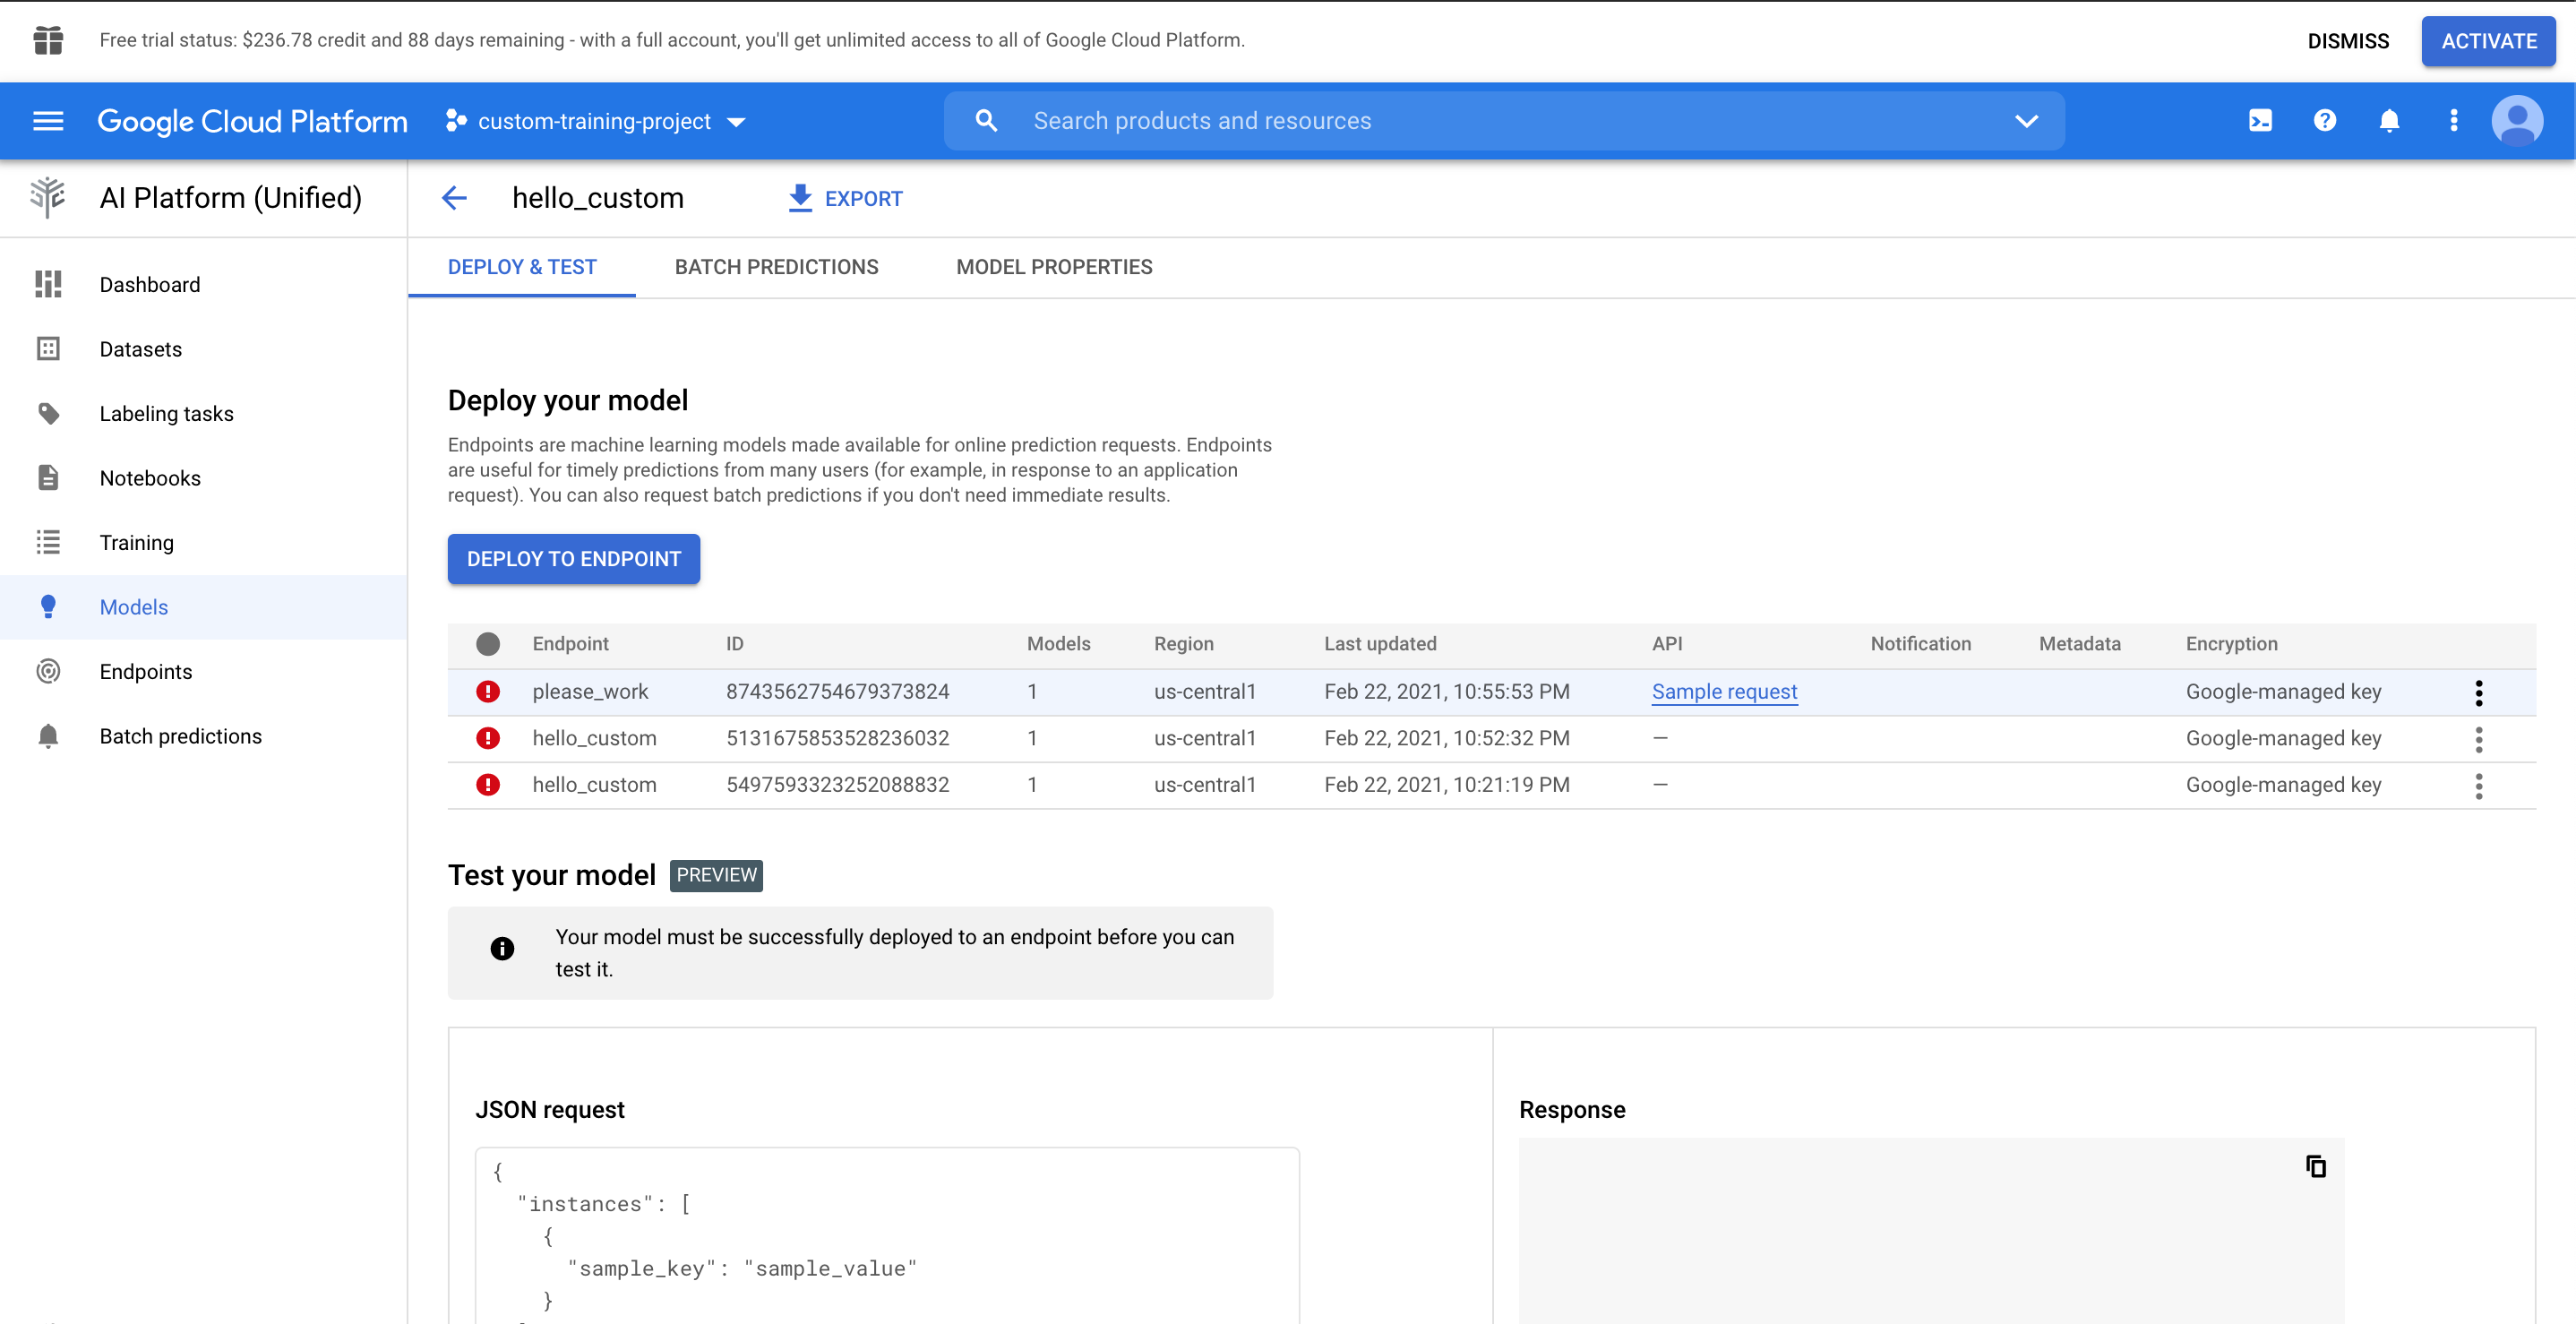 Free trial status: $236.78 credit and 88 days remaining - with a full account, you'll get unlimited access to all of Google Cloud Platform.
DISMISS
ACTIVATE
Google Cloud Platform
custom-training-project
Search products and resources
AI Platform (Unified)
hello_custom
EXPORT
Dashboard
Datasets
Labeling tasks
Notebooks
Training
Models
Endpoints
Batch predictions
DEPLOY & TEST
BATCH PREDICTIONS
MODEL PROPERTIES
Deploy your model
Endpoints are machine learning models made available for online prediction requests. Endpoints
are useful for timely predictions from many users (for example, in response to an application
request). You can also request batch predictions if you don't need immediate results.
DEPLOY TO ENDPOINT
Endpoint ID Models Region Last updated API Notification Metadata Encryption
please_work 8743562754679373824 1 us-central1 Feb 22, 2021, 10:55:53 PM Sample request Google-managed key
hello_custom 5131675853528236032 1 us-central1 Feb 22, 2021, 10:52:32 PM — Google-managed key
hello_custom 5497593323252088832 1 us-central1 Feb 22, 2021, 10:21:19 PM — Google-managed key
Test your model PREVIEW
Your model must be successfully deployed to an endpoint before you can
test it.
JSON request
{
"instances": [
{
"sample_key": "sample_value"
}
Response